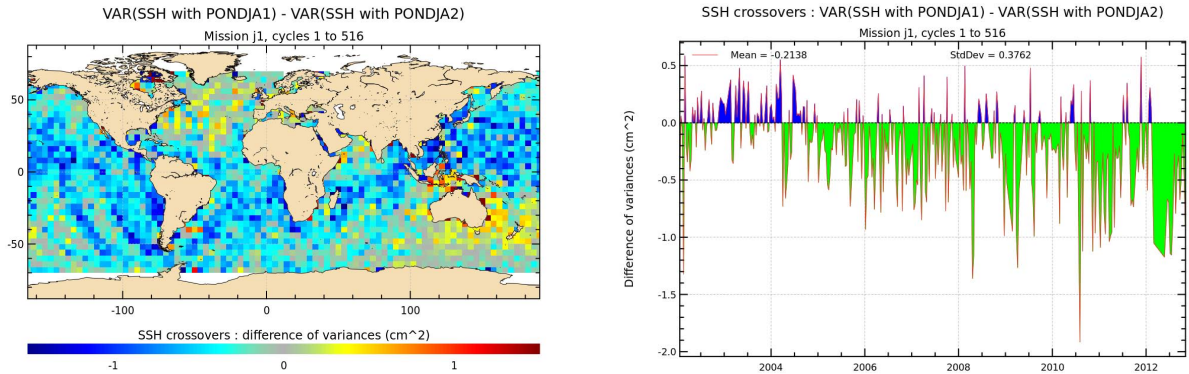 VAR(SSH with PONDJA1) - VAR(SSH with PONDJA2)
Mission j1, cycles 1 to 516
50
0
-50
-100
0
100
SSH crossovers : difference of variances (cm^2)
-1
0
1
SSH crossovers : VAR(SSH with PONDJA1) - VAR(SSH with PONDJA2)
Mission j1, cycles 1 to 516
Mean = -0.2138
StdDev = 0.3762
Difference of variances (cm^2)
0.5
0.0
-0.5
-1.0
-1.5
-2.0
2004
2006
2008
2010
2012